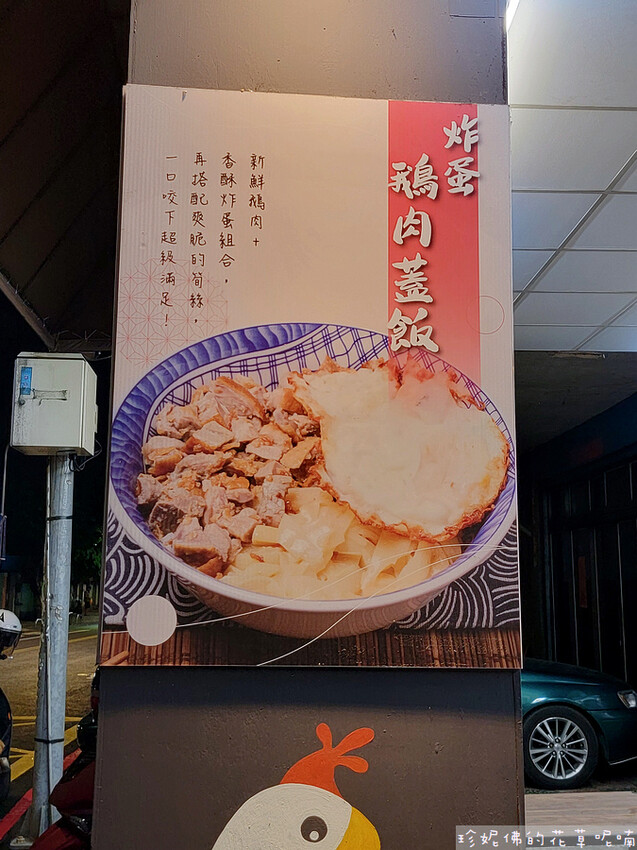 炸蛋
鵝肉蓋飯
新鮮鵝肉+
香酥炸蛋組合，
再搭配爽脆的筍絲，
一口咬下超級滿足！
珍妮佛的花草呢喃